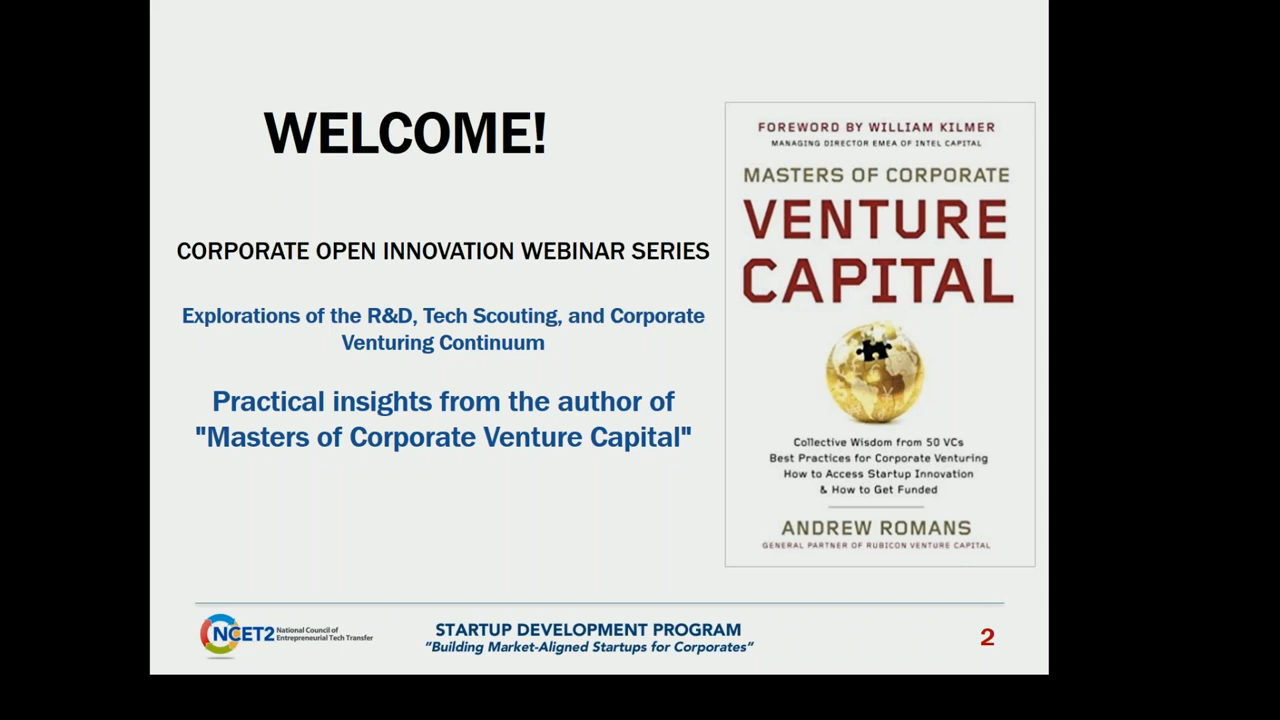 WELCOME!
CORPORATE OPEN INNOVATION WEBINAR SERIES
Explorations of the R&D, Tech Scouting, and Corporate
Venturing Continuum
Practical insights from the author of
"Masters of Corporate Venture Capital"
FOREWORD BY WILLIAM KILMER
MANAGING DIRECTOR EMEA OF INTEL CAPITAL
MASTERS OF CORPORATE
VENTURE
CAPITAL
Collective Wisdom from 50 VCs
Best Practices for Corporate Venturing
How to Access Startup Innovation
& How to Get Funded
ANDREW ROMANS
GENERAL PARTNER OF RUBICON VENTURE CAPITAL
NCET2 National Council of
Entrepreneurial Tech Transfer
STARTUP DEVELOPMENT PROGRAM
"Building Market-Aligned Startups for Corporates"
2